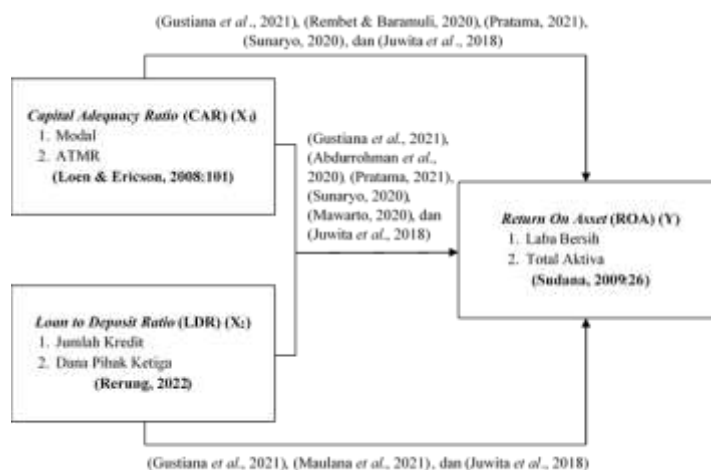 (Gustiana et al., 2021), (Rembet & Baramuli, 2020), (Pratama, 2021),
(Sunaryo, 2020), dan (Juwita et al., 2018)
Capital Adequacy Ratio (CAR) (X₁)
1. Modal
2. ATMR
(Loen & Ericson, 2008:101)
(Gustiana et al., 2021),
(Abdurrohman et al.,
2020), (Pratama, 2021),
(Sunaryo, 2020),
(Mawarto, 2020), dan
(Juwita et al., 2018)
Return On Asset (ROA) (Y)
1. Laba Bersih
2. Total Aktiva
(Sudana, 2009:26)
Loan to Deposit Ratio (LDR) (X₂)
1. Jumlah Kredit
2. Dana Pihak Ketiga
(Rerung, 2022)
(Gustiana et al., 2021), (Maulana et al., 2021), dan (Juwita et al., 2018)